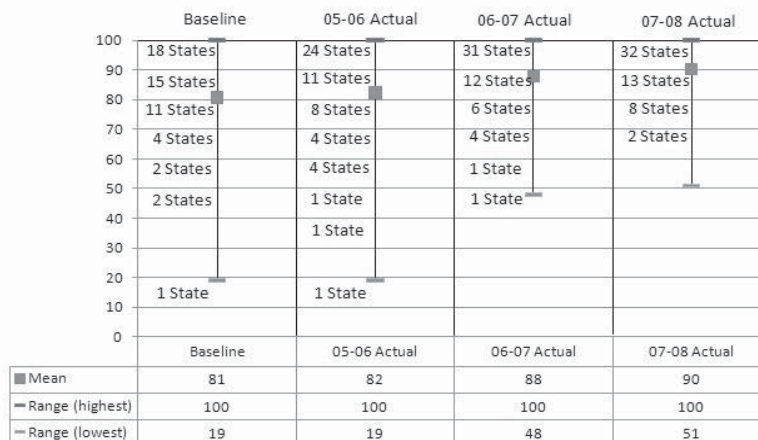 Baseline 05-06 Actual 06-07 Actual 07-08 Actual
100
18 States 24 States 31 States 32 States
90
15 States 11 States 12 States 13 States
80
11 States 8 States 6 States 8 States
70
4 States 4 States 4 States 2 States
60
2 States 4 States 1 State
50
2 States 1 State 1 State
40
1 State
30
20
1 State 1 State
10
0
Baseline 05-06 Actual 06-07 Actual 07-08 Actual
Mean 81 82 88 90
Range (highest) 100 100 100 100
Range (lowest) 19 19 48 51